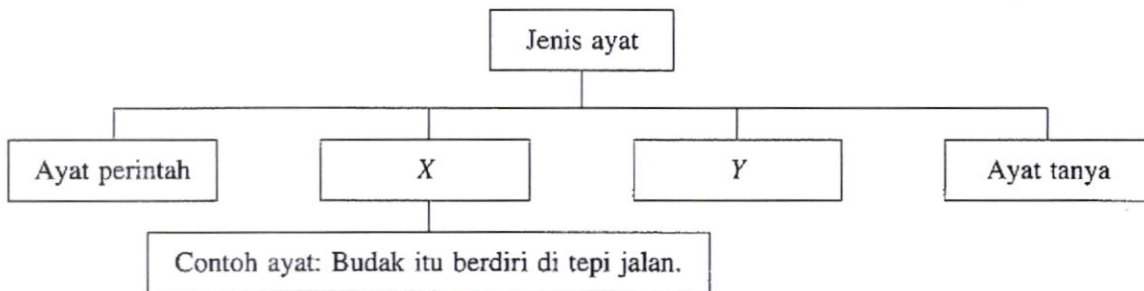 Jenis ayat
Ayat perintah
X
Y
Ayat tanya
Contoh ayat: Budak itu berdiri di tepi jalan.